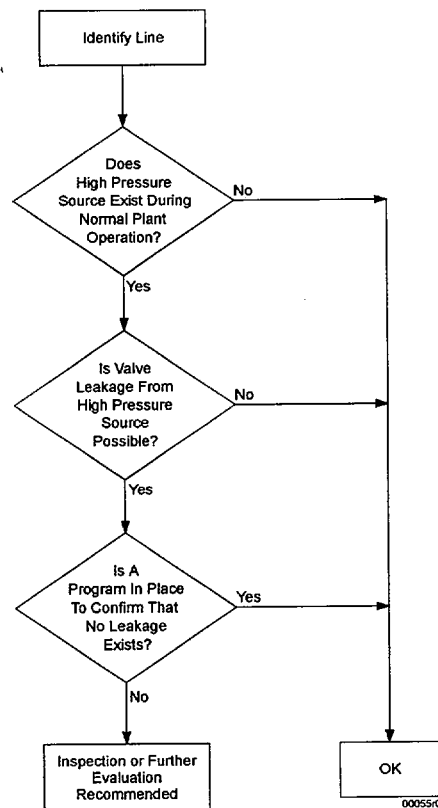 Identify Line
Does
High Pressure
Source Exist During
Normal Plant
Operation?
No
Yes
Is Valve
Leakage From
High Pressure
Source
Possible?
No
Yes
Is A
Program In Place
To Confirm That
No Leakage
Exists?
Yes
No
Inspection or Further
Evaluation
Recommended
OK